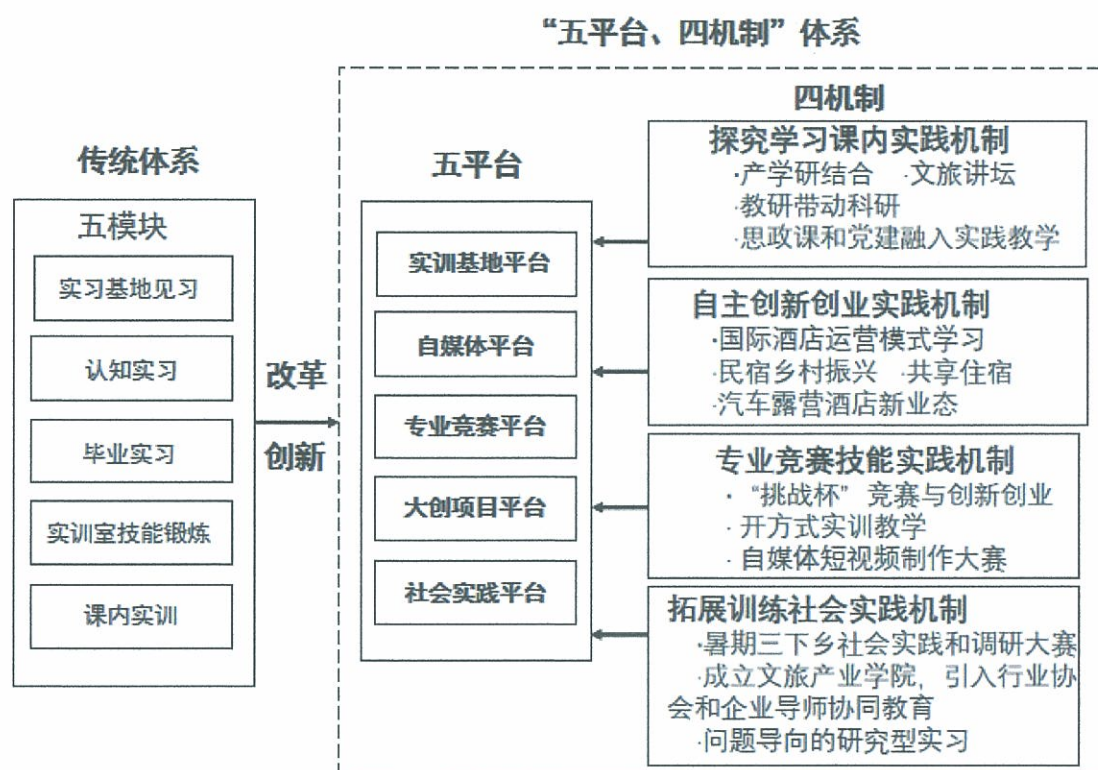 “五平台、四机制”体系
传统体系
五模块
实习基地见习
认知实习
毕业实习
实训室技能锻炼
课内实训
改革
创新
五平台
实训基地平台
自媒体平台
专业竞赛平台
大创项目平台
社会实践平台
四机制
探究学习课内实践机制
·产学研结合 ·文旅讲坛
·教研带动科研
·思政课和党建融入实践教学
自主创新创业实践机制
·国际酒店运营模式学习
·民宿乡村振兴 ·共享住宿
·汽车露营酒店新业态
专业竞赛技能实践机制
·“挑战杯”竞赛与创新创业
·开方式实训教学
·自媒体短视频制作大赛
拓展训练社会实践机制
·暑期三下乡社会实践和调研大赛
·成立文旅产业学院，引入行业协
会和企业导师协同教育
·问题导向的研究型实习